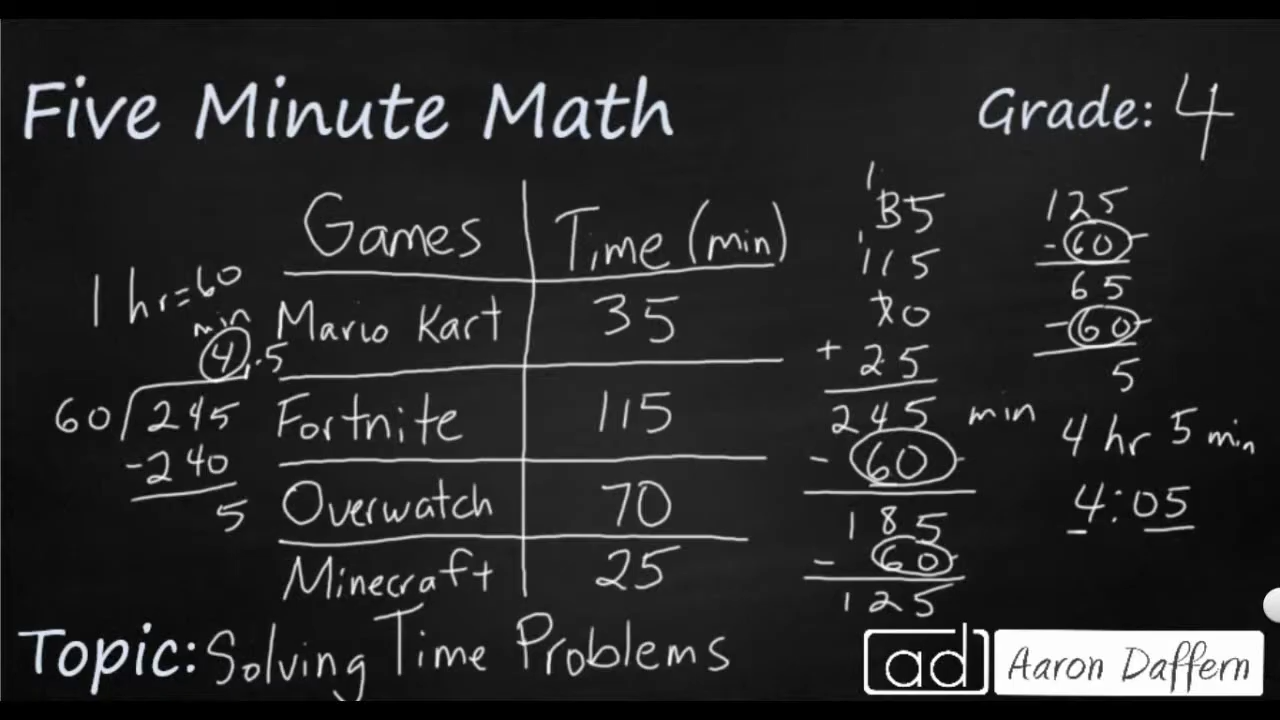 Five Minute Math
Grade: 4
Games Time (min)
Mario Kart 35
Fortnite 115
Overwatch 70
Minecraft 25
1 hr = 60
min
4.5
60)245
-240
5
1
35
1
115
70
+ 25
245 min
- 60
185
- 60
125
125
- 60
65
- 60
5
4 hr 5 min
4:05
Topic: Solving Time Problems
ad Aaron Daffern